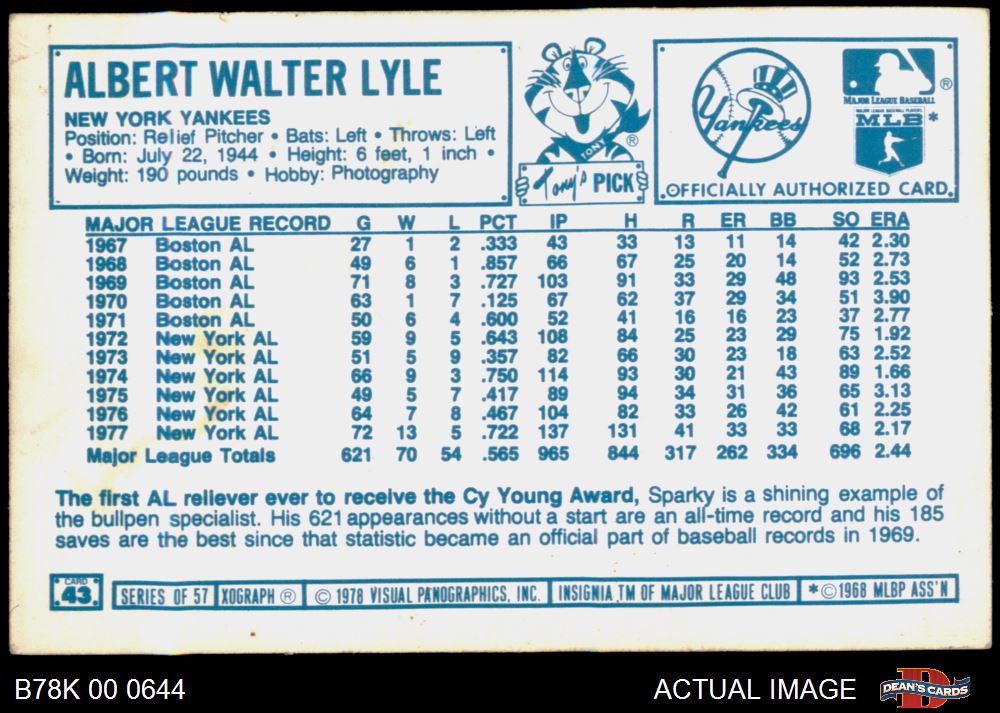 ALBERT WALTER LYLE
NEW YORK YANKEES
Position: Relief Pitcher • Bats: Left • Throws: Left
• Born: July 22, 1944 • Height: 6 feet, 1 inch •
Weight: 190 pounds • Hobby: Photography
TONY
®
Tony's PICK
Yankees
®
MAJOR LEAGUE BASEBALL
MAJOR LEAGUE BASEBALL PLAYERS
MLB *
OFFICIALLY AUTHORIZED CARD.
MAJOR LEAGUE RECORD G W L PCT IP H R ER BB SO ERA
1967 Boston AL 27 1 2 .333 43 33 13 11 14 42 2.30
1968 Boston AL 49 6 1 .857 66 67 25 20 14 52 2.73
1969 Boston AL 71 8 3 .727 103 91 33 29 48 93 2.53
1970 Boston AL 63 1 7 .125 67 62 37 29 34 51 3.90
1971 Boston AL 50 6 4 .600 52 41 16 16 23 37 2.77
1972 New York AL 59 9 5 .643 108 84 25 23 29 75 1.92
1973 New York AL 51 5 9 .357 82 66 30 23 18 63 2.52
1974 New York AL 66 9 3 .750 114 93 30 21 43 89 1.66
1975 New York AL 49 5 7 .417 89 94 34 31 36 65 3.13
1976 New York AL 64 7 8 .467 104 82 33 26 42 61 2.25
1977 New York AL 72 13 5 .722 137 131 41 33 33 68 2.17
Major League Totals 621 70 54 .565 965 844 317 262 334 696 2.44
The first AL reliever ever to receive the Cy Young Award, Sparky is a shining example of
the bullpen specialist. His 621 appearances without a start are an all-time record and his 185
saves are the best since that statistic became an official part of baseball records in 1969.
CARD
43
SERIES OF 57 XOGRAPH ® © 1978 VISUAL PANOGRAPHICS, INC. INSIGNIA TM OF MAJOR LEAGUE CLUB *©1968 MLBP ASS'N
B78K 00 0644
ACTUAL IMAGE
D
DEAN'S CARDS